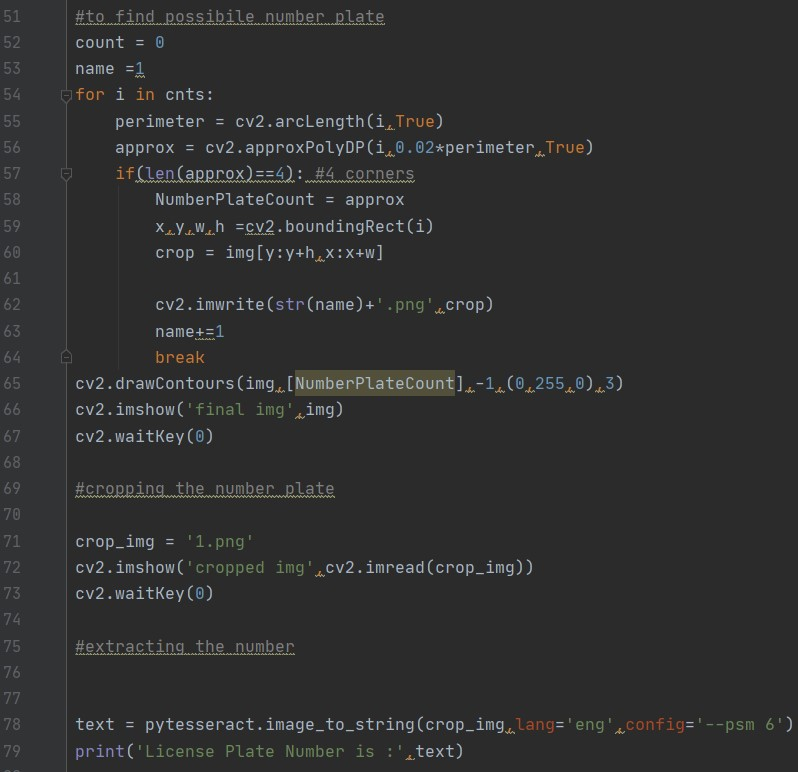 51 #to find possibile number plate
52 count = 0
53 name =1
54 for i in cnts:
55     perimeter = cv2.arcLength(i,True)
56     approx = cv2.approxPolyDP(i,0.02*perimeter,True)
57     if(len(approx)==4): #4 corners
58         NumberPlateCount = approx
59         x,y,w,h =cv2.boundingRect(i)
60         crop = img[y:y+h,x:x+w]
61
62         cv2.imwrite(str(name)+'.png',crop)
63         name+=1
64         break
65 cv2.drawContours(img,[NumberPlateCount],-1,(0,255,0),3)
66 cv2.imshow('final img',img)
67 cv2.waitKey(0)
68
69 #cropping the number plate
70
71 crop_img = '1.png'
72 cv2.imshow('cropped img',cv2.imread(crop_img))
73 cv2.waitKey(0)
74
75 #extracting the number
76
77
78 text = pytesseract.image_to_string(crop_img,lang='eng',config='--psm 6')
79 print('License Plate Number is :',text)